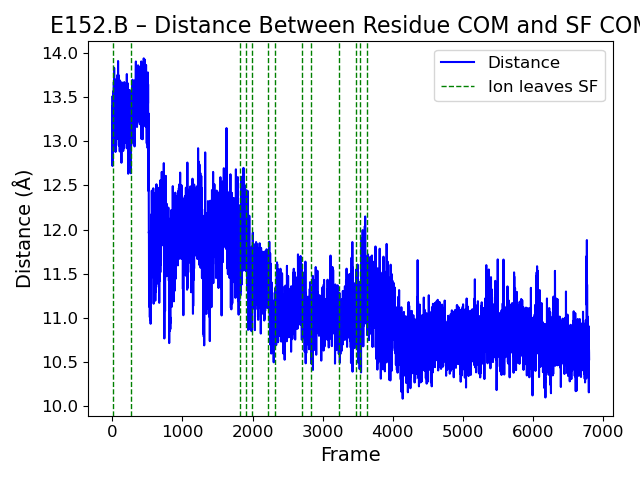 E152.B – Distance Between Residue COM and SF COM
Distance
Ion leaves SF
Distance (Å)
14.0
13.5
13.0
12.5
12.0
11.5
11.0
10.5
10.0
0 1000 2000 3000 4000 5000 6000 7000
Frame